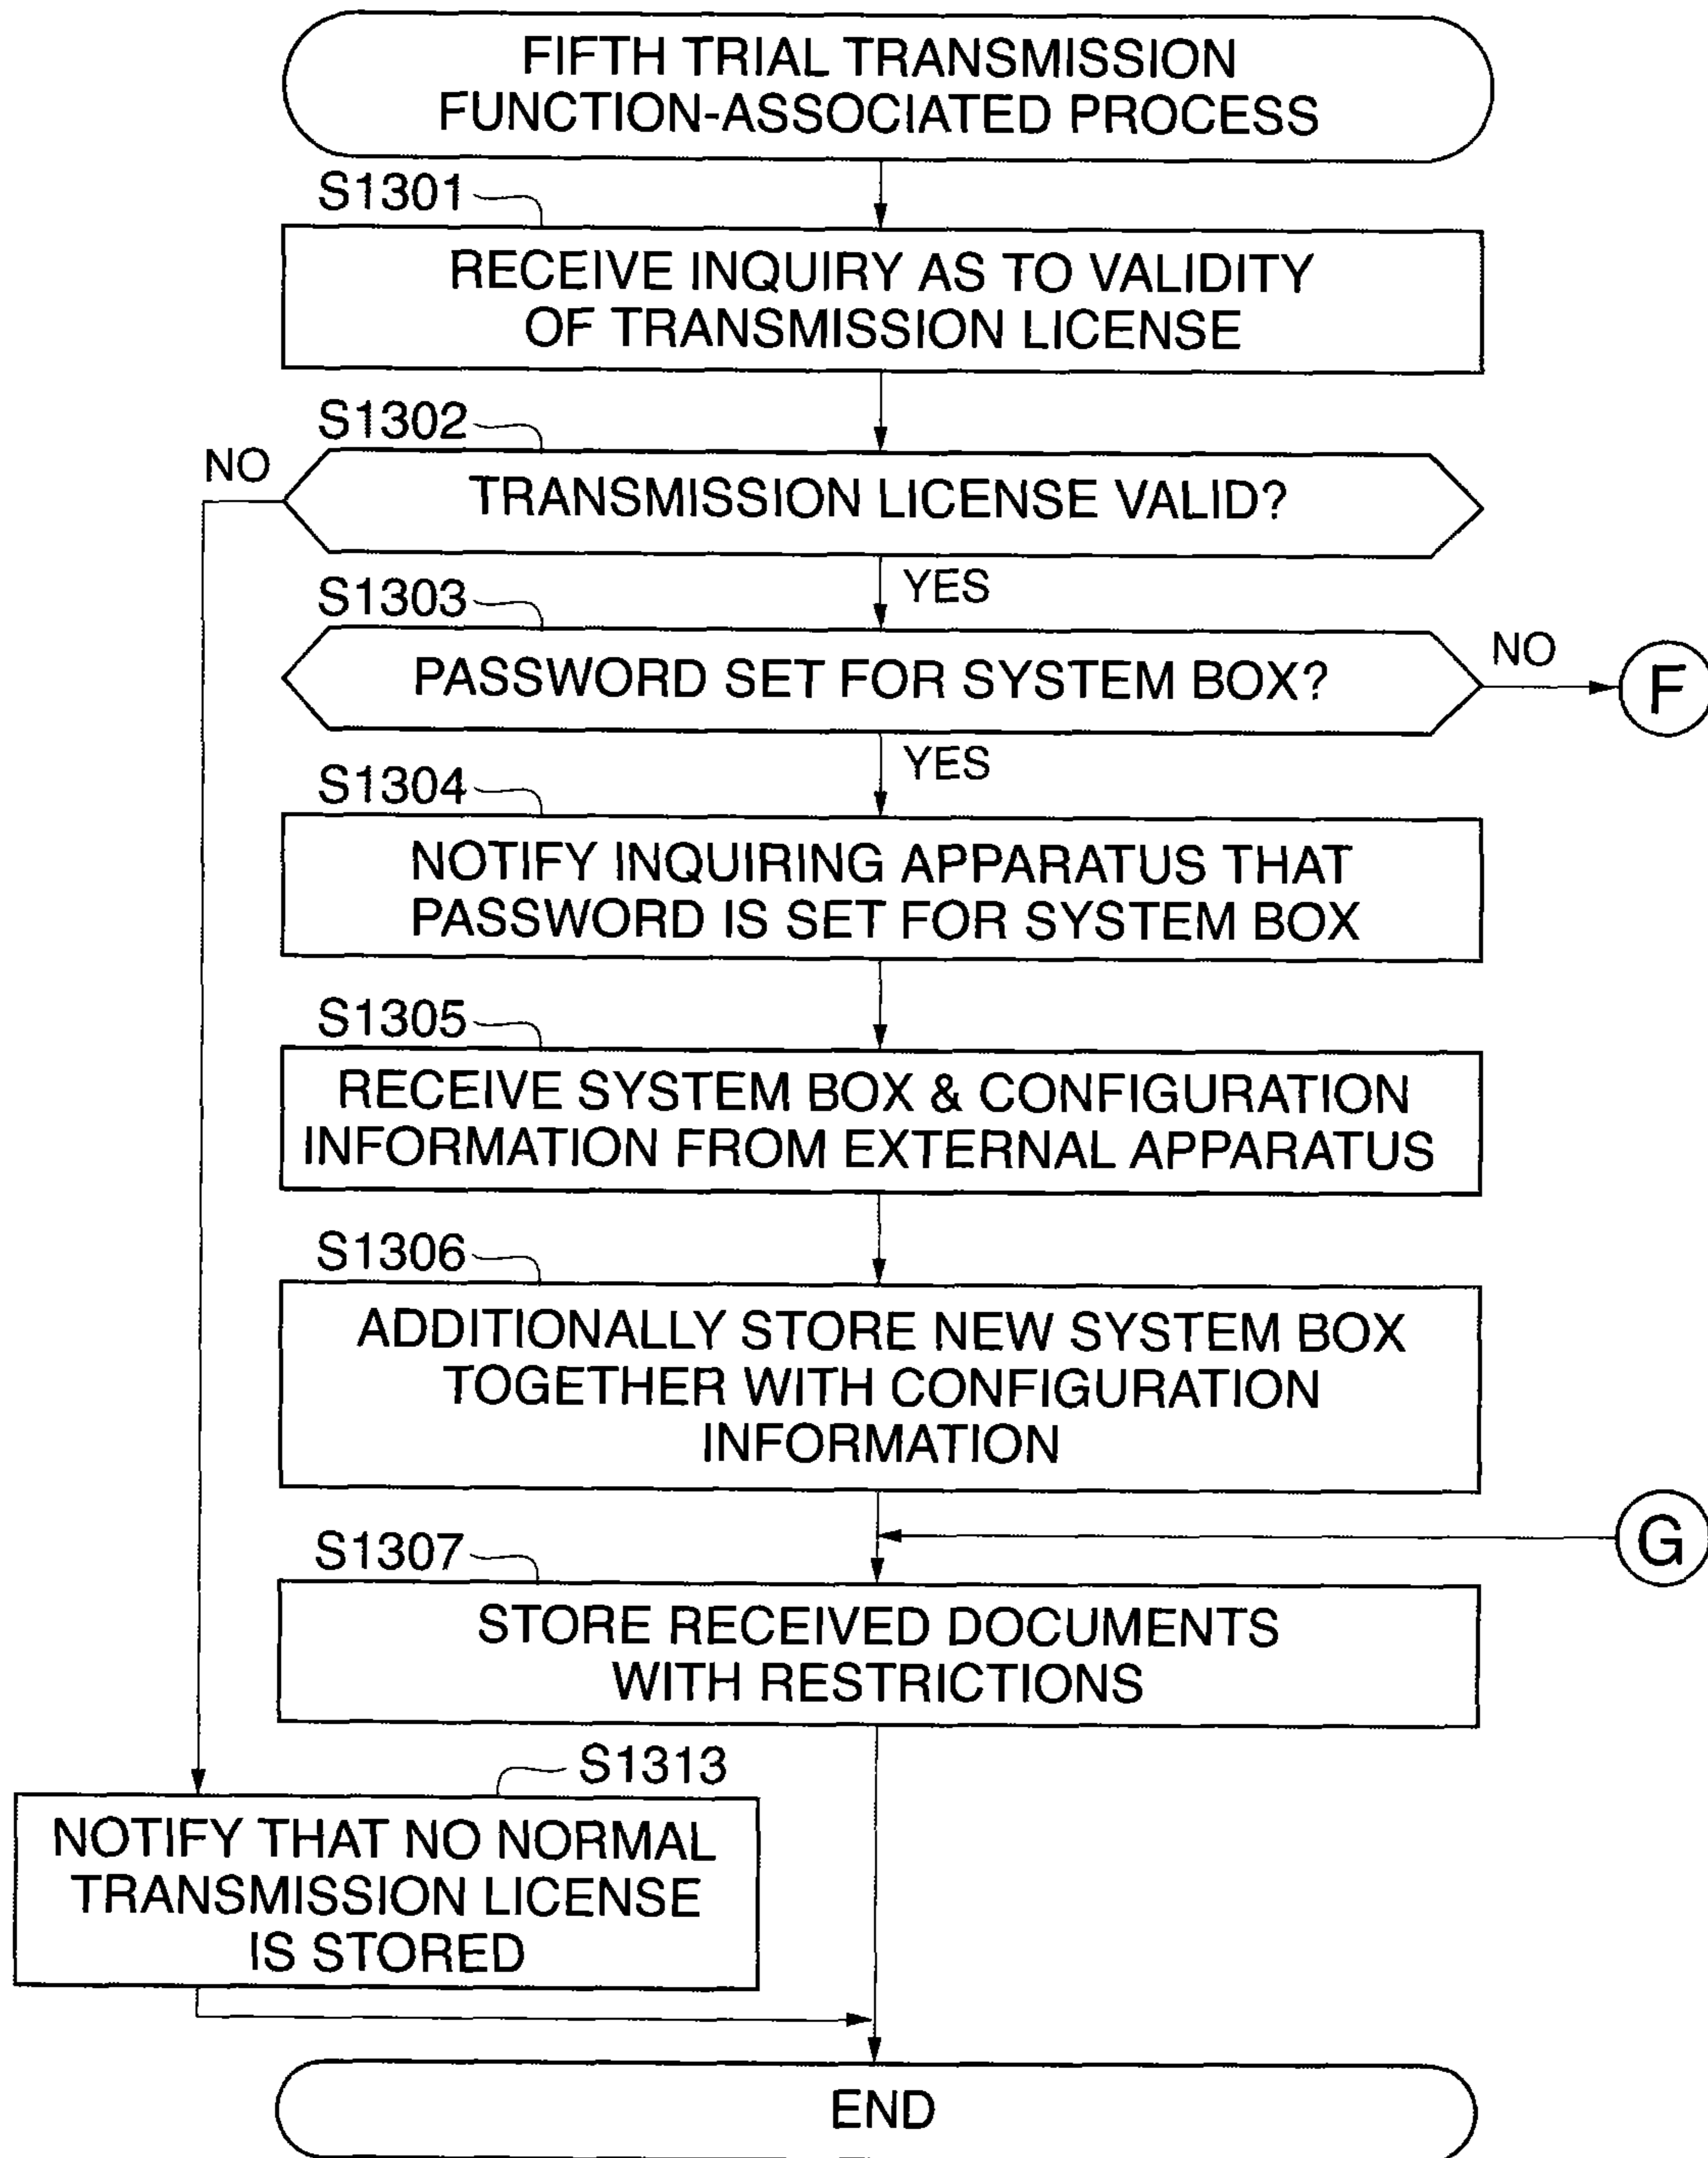 FIFTH TRIAL TRANSMISSION
FUNCTION-ASSOCIATED PROCESS
S1301
RECEIVE INQUIRY AS TO VALIDITY
OF TRANSMISSION LICENSE
S1302
NO
TRANSMISSION LICENSE VALID?
YES
S1303
PASSWORD SET FOR SYSTEM BOX?
NO
F
YES
S1304
NOTIFY INQUIRING APPARATUS THAT
PASSWORD IS SET FOR SYSTEM BOX
S1305
RECEIVE SYSTEM BOX & CONFIGURATION
INFORMATION FROM EXTERNAL APPARATUS
S1306
ADDITIONALLY STORE NEW SYSTEM BOX
TOGETHER WITH CONFIGURATION
INFORMATION
G
S1307
STORE RECEIVED DOCUMENTS
WITH RESTRICTIONS
S1313
NOTIFY THAT NO NORMAL
TRANSMISSION LICENSE
IS STORED
END